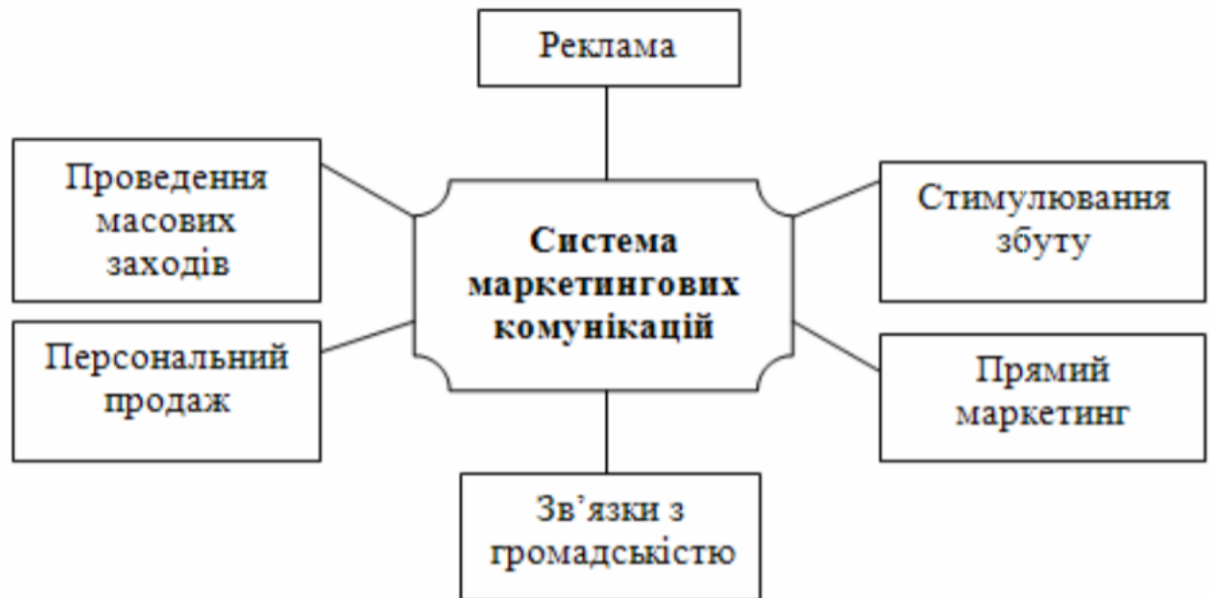 Реклама
Проведення
масових
заходів
Стимулювання
збуту
Система
маркетингових
комунікацій
Персональний
продаж
Прямий
маркетинг
Зв’язки з
громадськістю